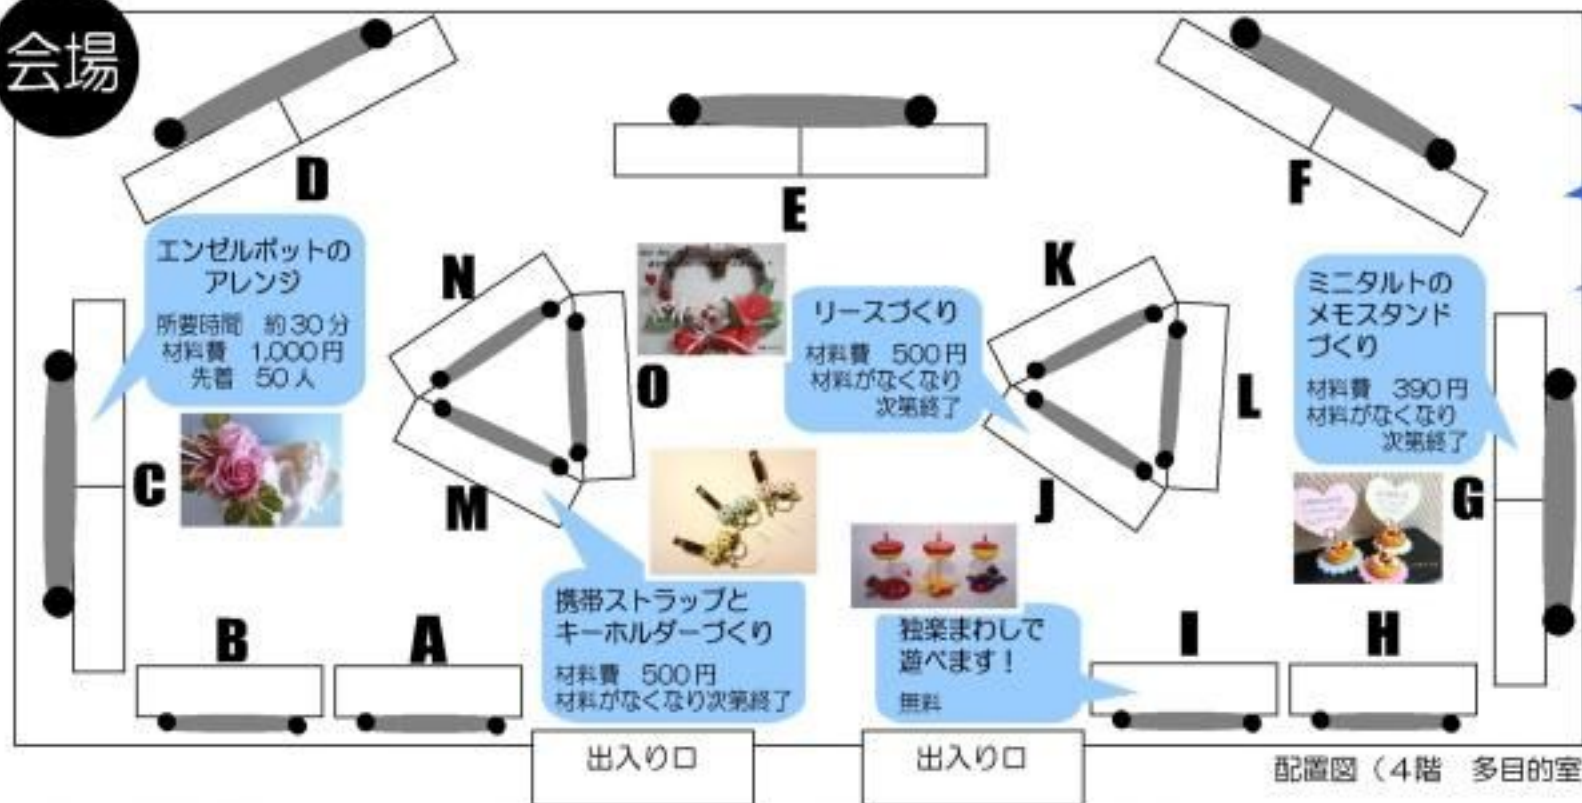 会場
D
E
F
エンゼルポットの
アレンジ
所要時間 約30分
材料費 1,000円
先着 50人
N
O
M
リースづくり
材料費 500円
材料がなくなり
次第終了
K
L
J
ミニタルトの
メモスタンド
づくり
材料費 390円
材料がなくなり
次第終了
C
G
携帯ストラップと
キーホルダーづくり
材料費 500円
材料がなくなり次第終了
独楽まわしで
遊べます！
無料
B
A
I
H
出入り口
出入り口
配置図（4階 多目的室